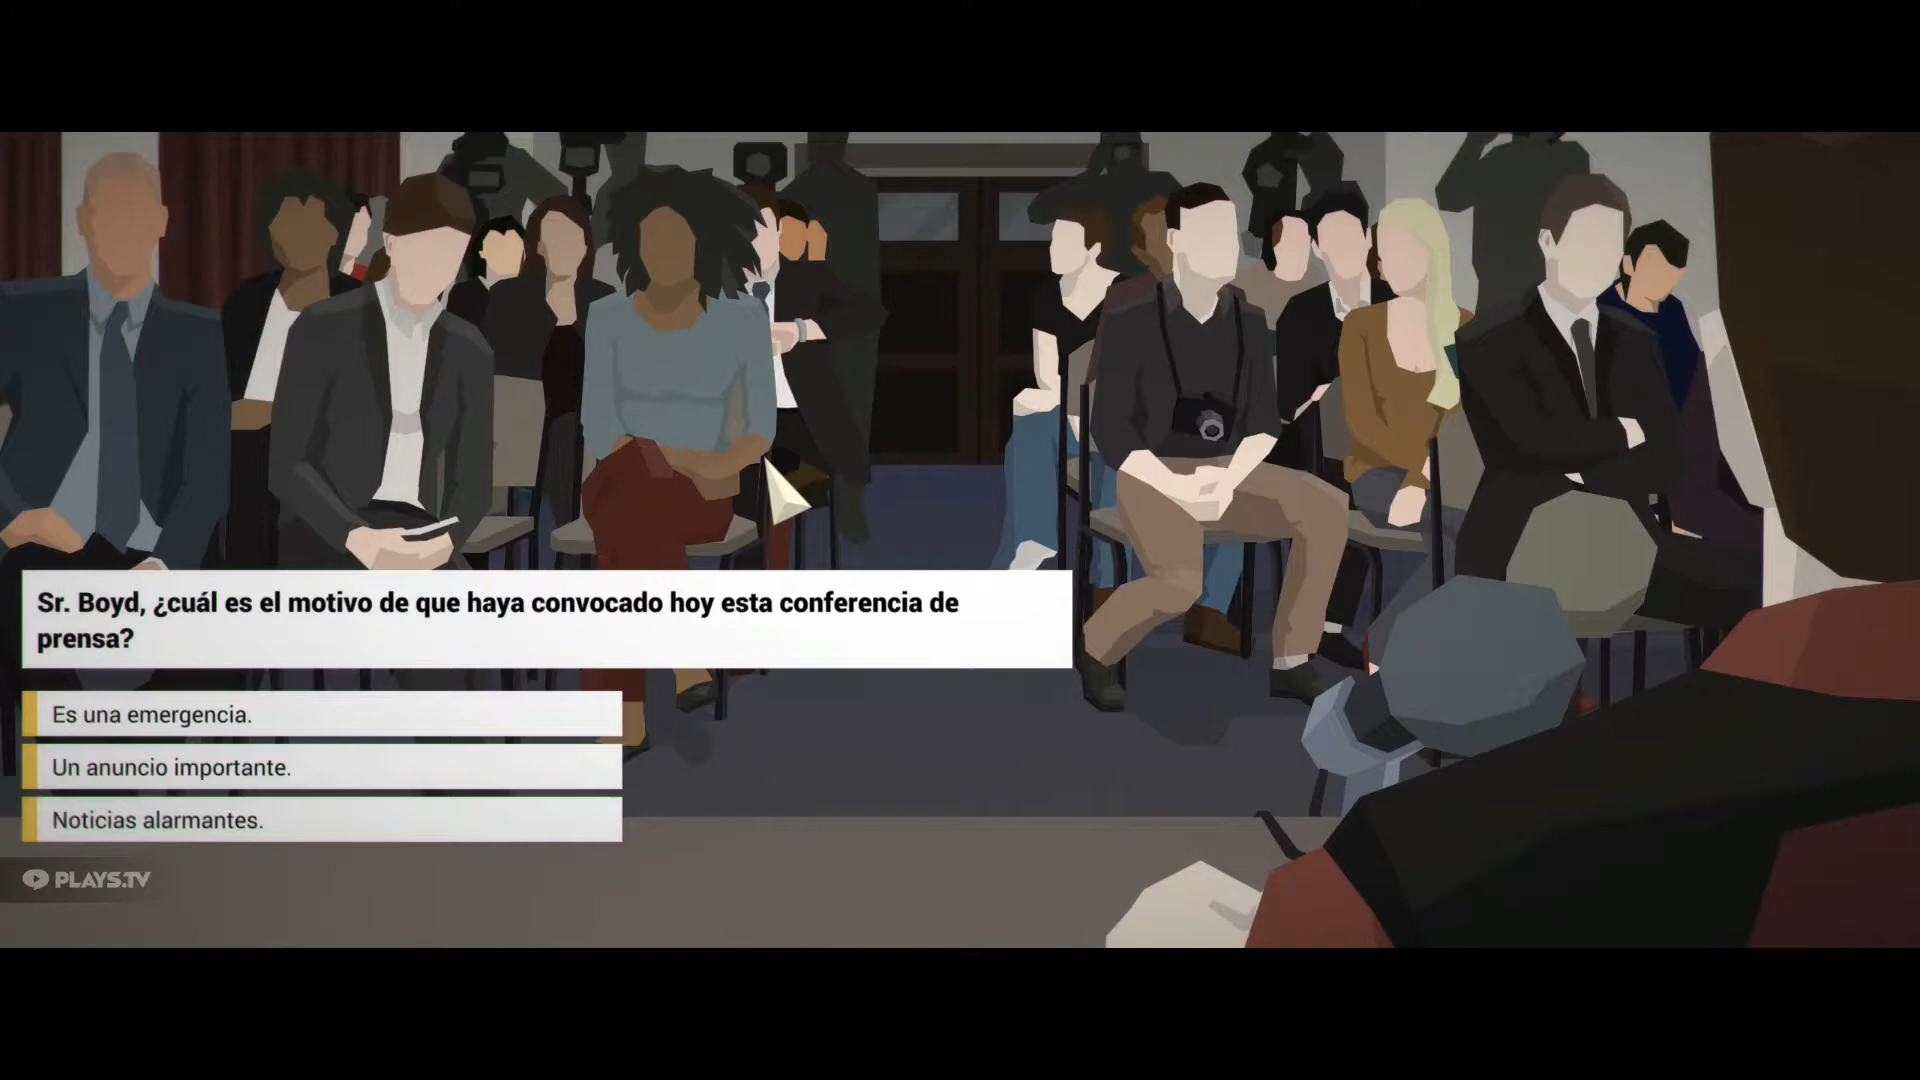 Sr. Boyd, ¿cuál es el motivo de que haya convocado hoy esta conferencia de
prensa?
Es una emergencia.
Un anuncio importante.
Noticias alarmantes.
PLAYS.TV